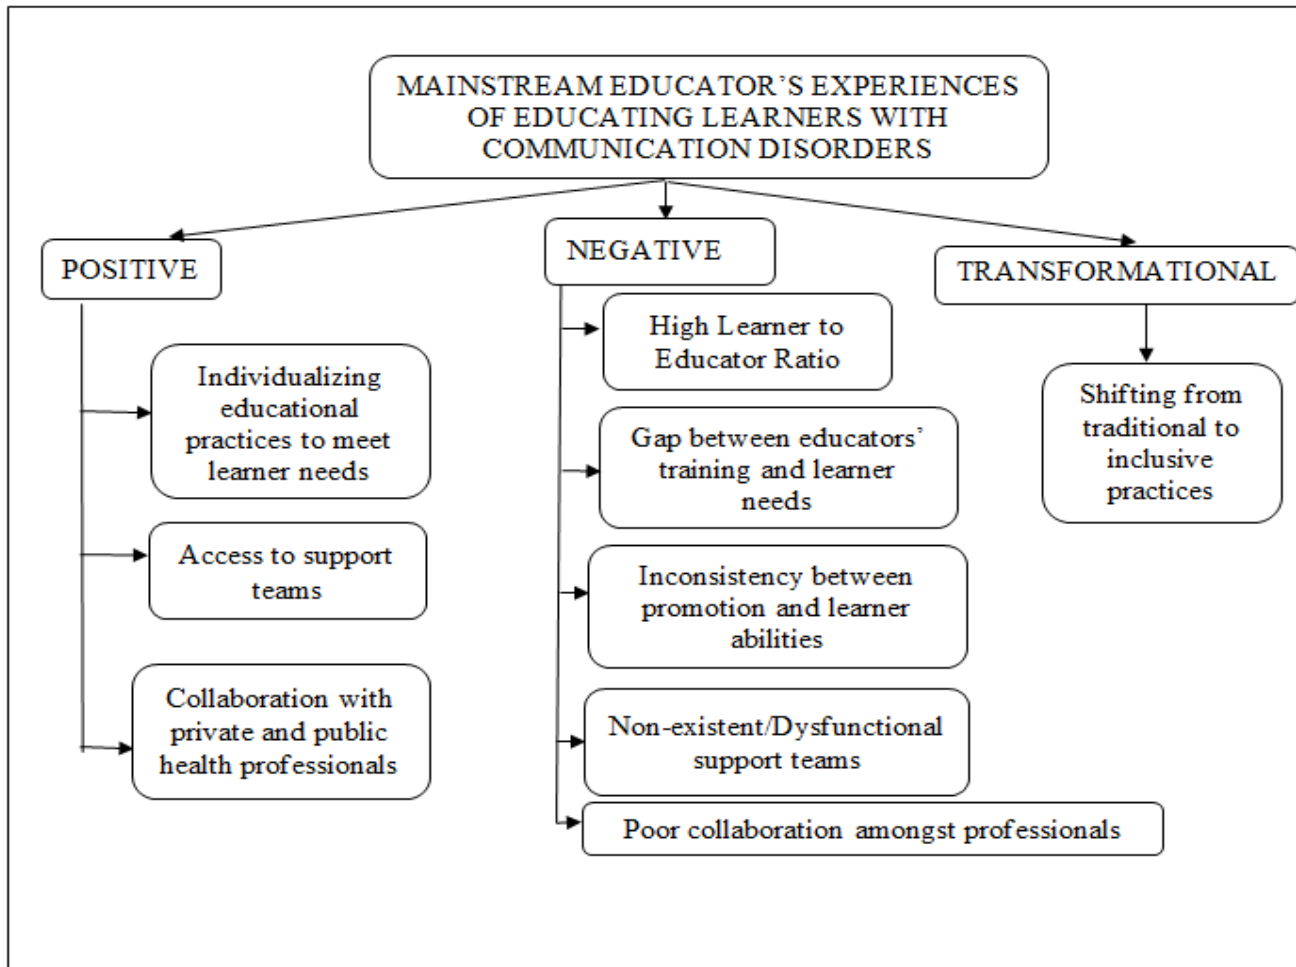 MAINSTREAM EDUCATOR’S EXPERIENCES
OF EDUCATING LEARNERS WITH
COMMUNICATION DISORDERS
POSITIVE
Individualizing
educational
practices to meet
learner needs
Access to support
teams
Collaboration with
private and public
health professionals
NEGATIVE
High Learner to
Educator Ratio
Gap between educators’
training and learner
needs
Inconsistency between
promotion and learner
abilities
Non-existent/Dysfunctional
support teams
Poor collaboration amongst professionals
TRANSFORMATIONAL
Shifting from
traditional to
inclusive
practices